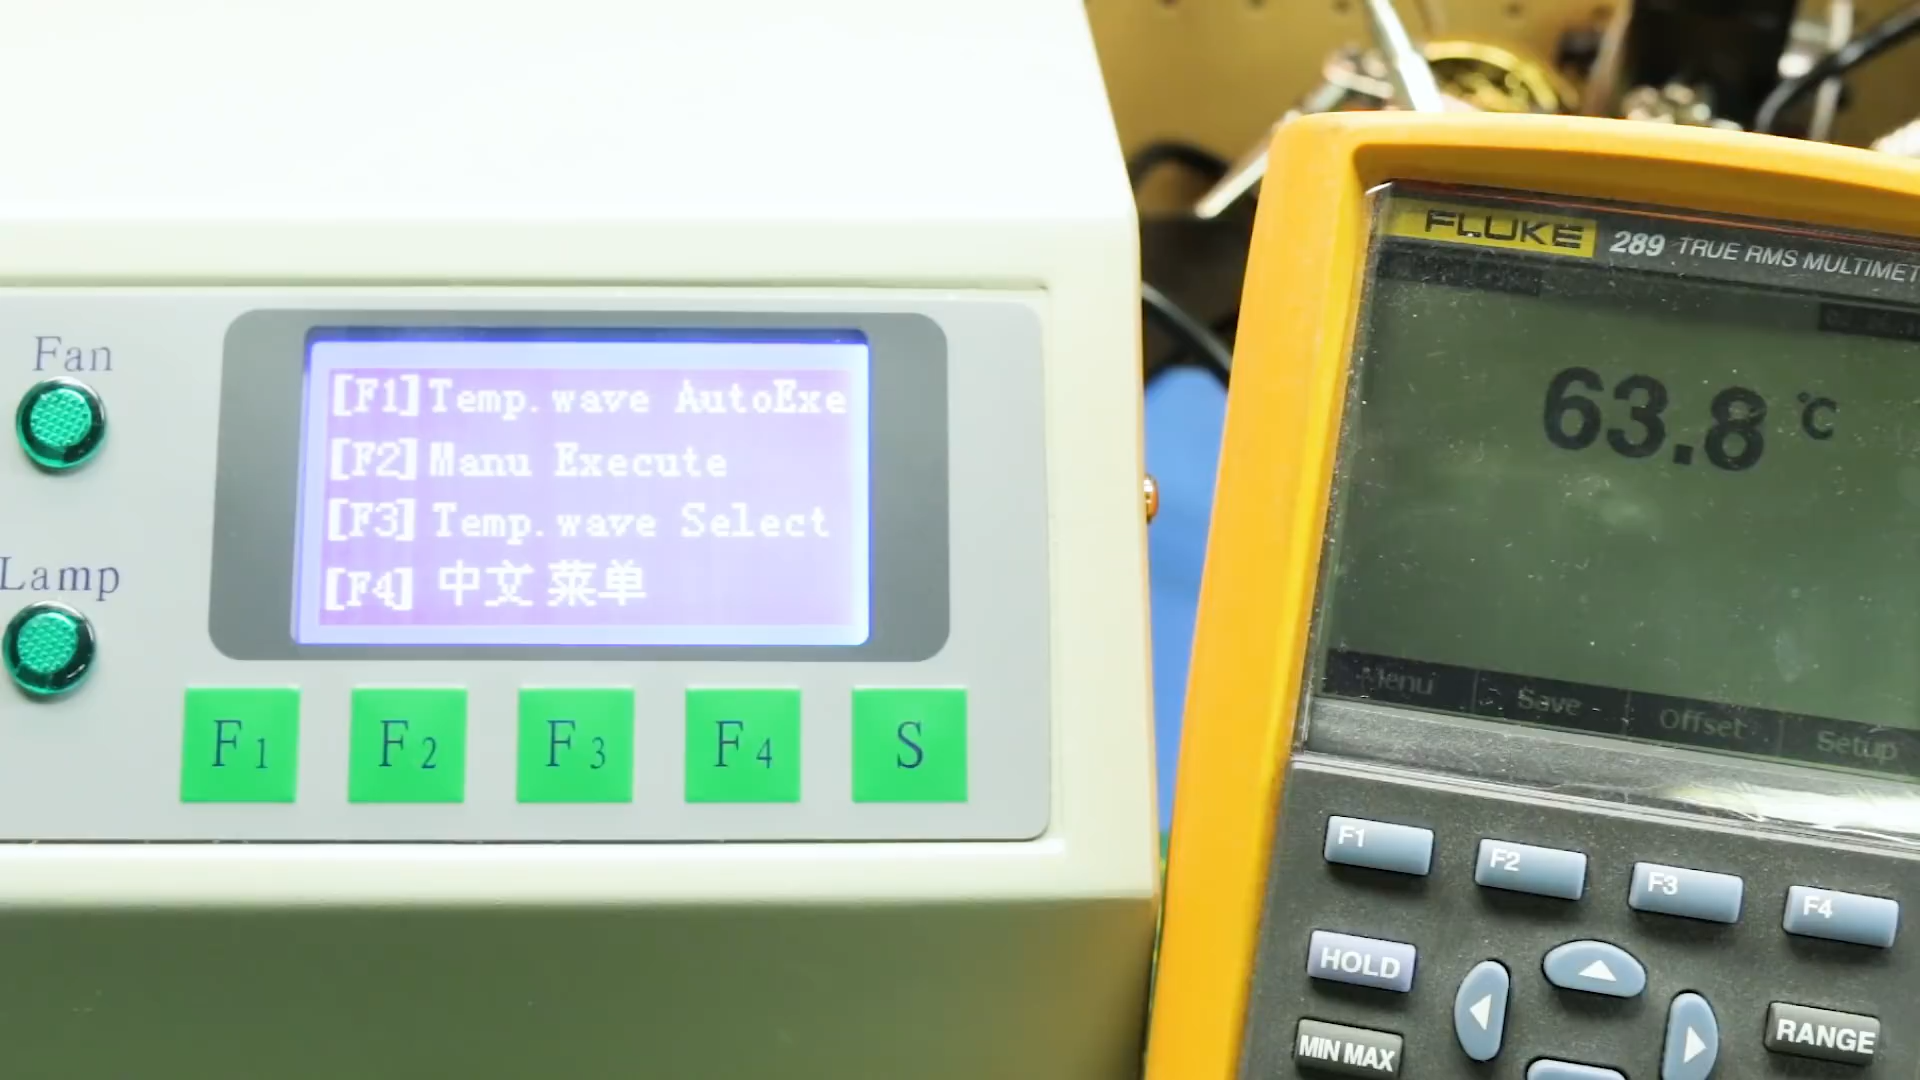 Fan
Lamp
[F1]Temp.wave AutoExe
[F2]Manu Execute
[F3]Temp.wave Select
[F4] 中文菜单
F1 F2 F3 F4 S
FLUKE 289 TRUE RMS MULTIMET
63.8 °C
Menu Save Offset Setup
F1 F2 F3 F4
HOLD
MIN MAX
RANGE